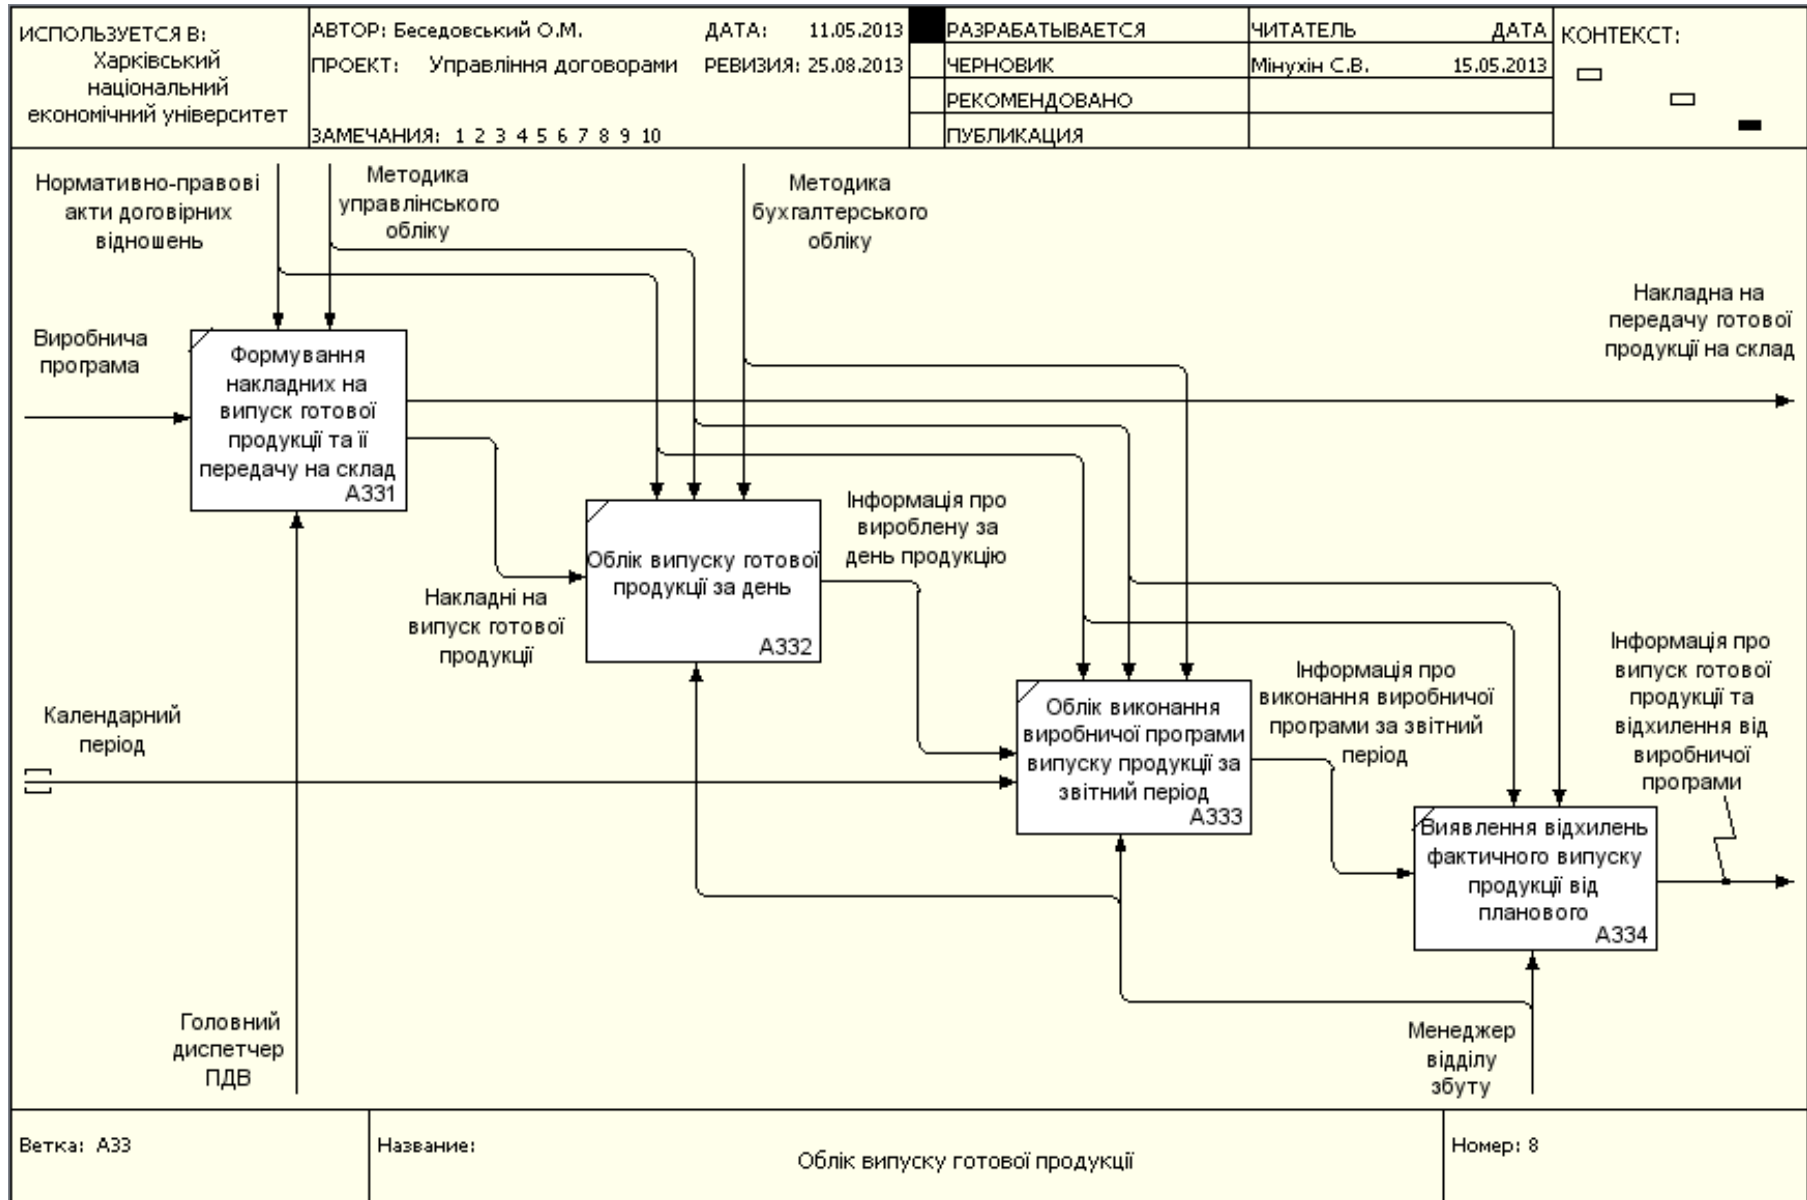 ИСПОЛЬЗУЕТСЯ В:
Харківський
національний
економічний університет
АВТОР: Беседовський О.М.
ДАТА: 11.05.2013
ПРОЕКТ: Управління договорами
РЕВИЗИЯ: 25.08.2013
ЗАМЕЧАНИЯ: 1 2 3 4 5 6 7 8 9 10
РАЗРАБАТЫВАЕТСЯ
ЧЕРНОВИК
РЕКОМЕНДОВАНО
ПУБЛИКАЦИЯ
ЧИТАТЕЛЬ ДАТА
Мінухін С.В. 15.05.2013
КОНТЕКСТ:
Нормативно-правові
акти договірних
відношень
Методика
управлінського
обліку
Методика
бухгалтерського
обліку
Накладна на
передачу готової
продукції на склад
Виробнича
програма
Формування
накладних на
випуск готової
продукції та її
передачу на склад
А331
Накладні на
випуск готової
продукції
Облік випуску готової
продукції за день
А332
Інформація про
вироблену за
день продукцію
Календарний
період
Облік виконання
виробничої програми
випуску продукції за
звітний період
А333
Інформація про
виконання виробничої
програми за звітний
період
Інформація про
випуск готової
продукції та
відхилення від
виробничої
програми
Виявлення відхилень
фактичного випуску
продукції від
планового
А334
Головний
диспетчер
ПДВ
Менеджер
відділу
збуту
Ветка: А33
Название:
Облік випуску готової продукції
Номер: 8